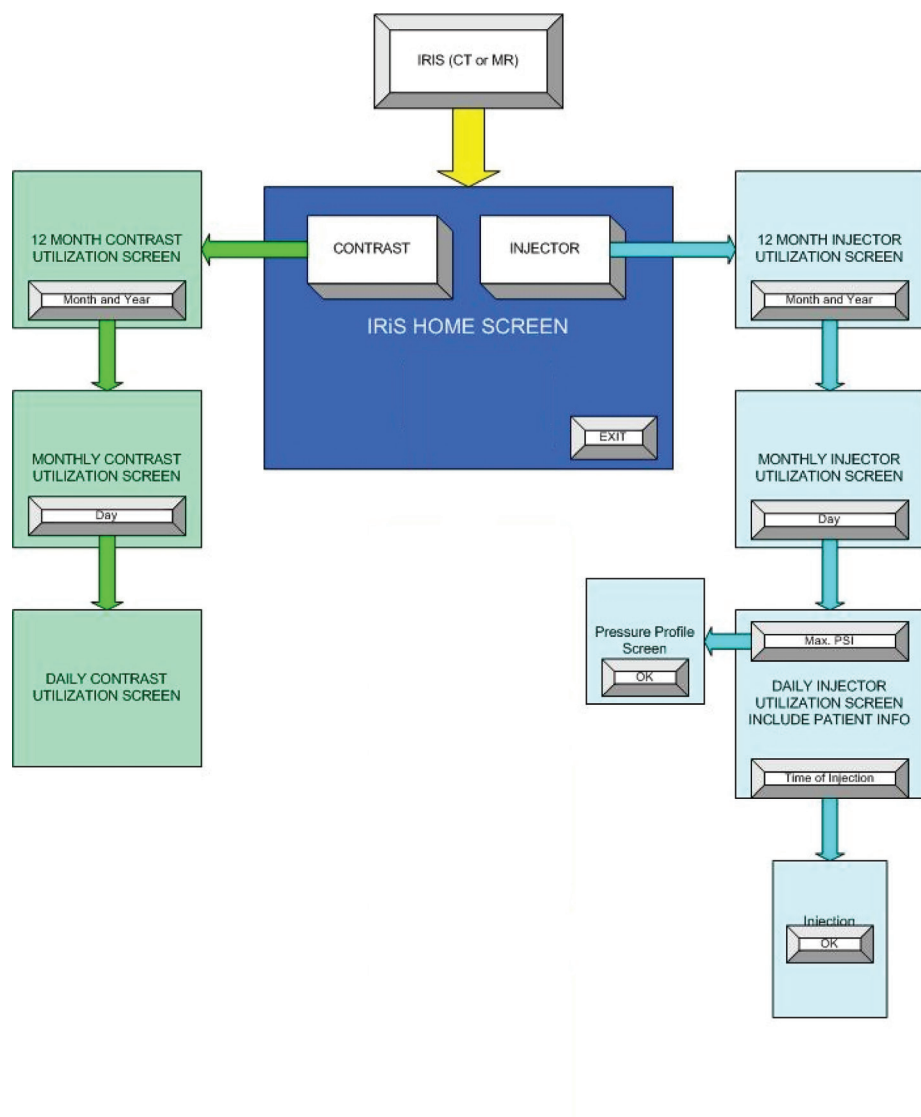 IRIS (CT or MR)
CONTRAST
INJECTOR
IRiS HOME SCREEN
EXIT
12 MONTH CONTRAST
UTILIZATION SCREEN
Month and Year
MONTHLY CONTRAST
UTILIZATION SCREEN
Day
DAILY CONTRAST
UTILIZATION SCREEN
12 MONTH INJECTOR
UTILIZATION SCREEN
Month and Year
MONTHLY INJECTOR
UTILIZATION SCREEN
Day
Max. PSI
DAILY INJECTOR
UTILIZATION SCREEN
INCLUDE PATIENT INFO
Time of Injection
Pressure Profile
Screen
OK
Injection
OK